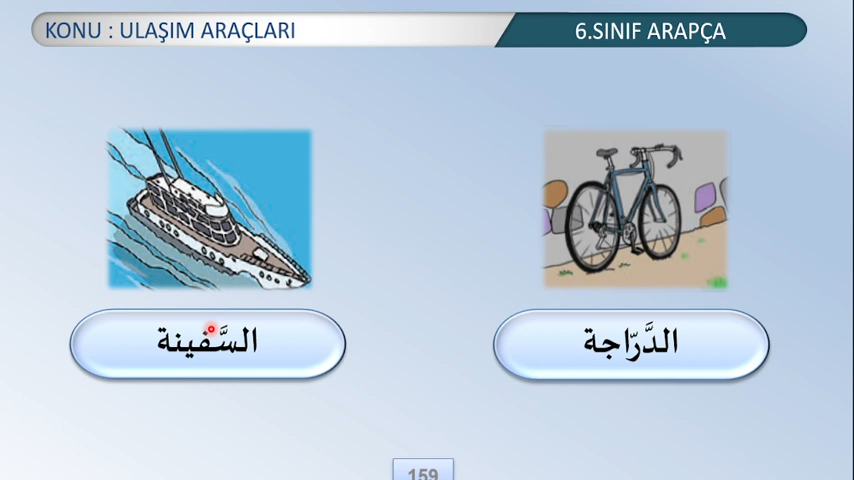 KONU : ULAŞIM ARAÇLARI
6.SINIF ARAPÇA
السَّفينة
الدَّرّاجة
159